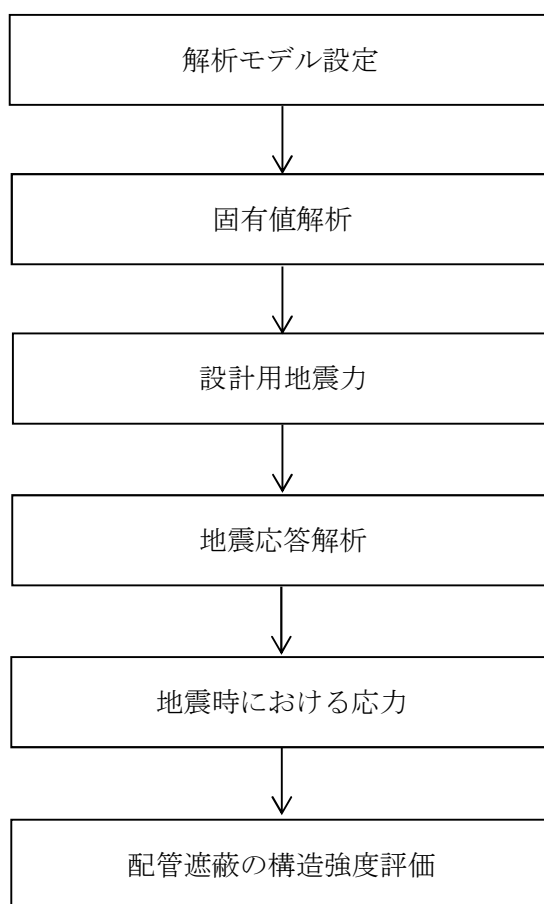 解析モデル設定
固有値解析
設計用地震力
地震応答解析
地震時における応力
配管遮蔽の構造強度評価